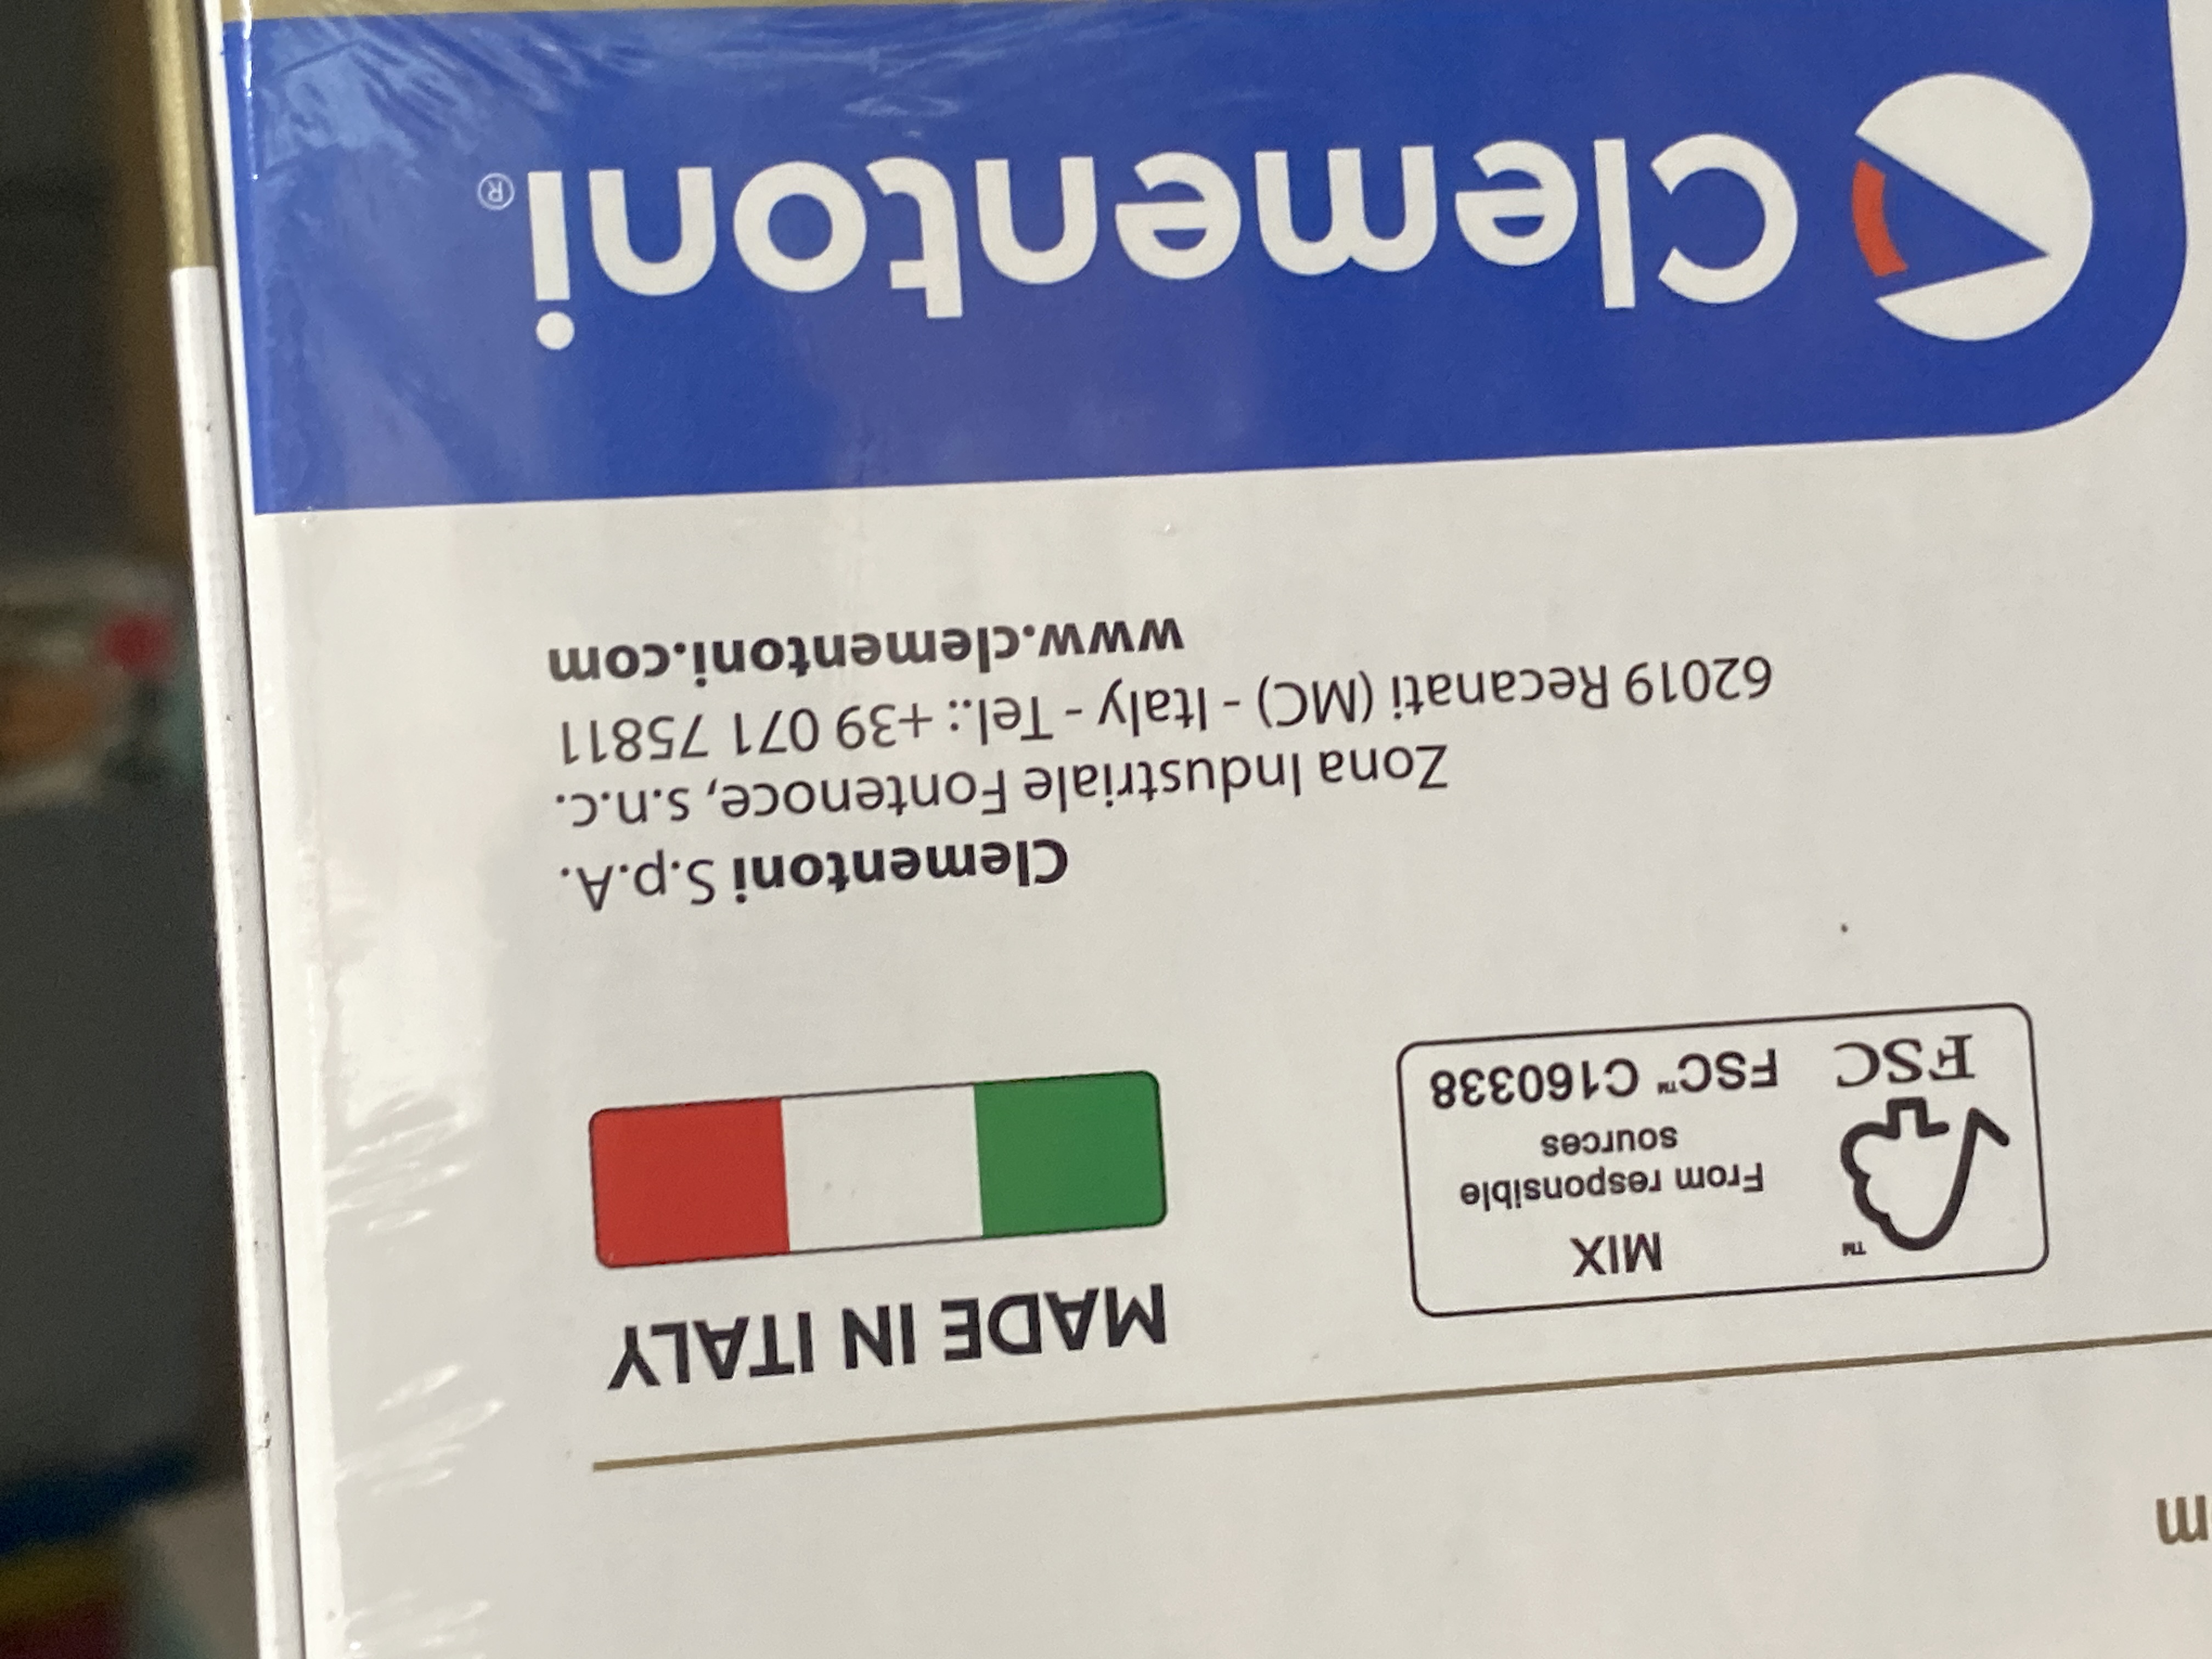 m
MADE IN ITALY
™
MIX
From responsible
sources
FSC™ C160338
FSC
Clementoni S.p.A.
Zona Industriale Fontenoce, s.n.c.
62019 Recanati (MC) - Italy - Tel.: +39 071 75811
www.clementoni.com
Clementoni®